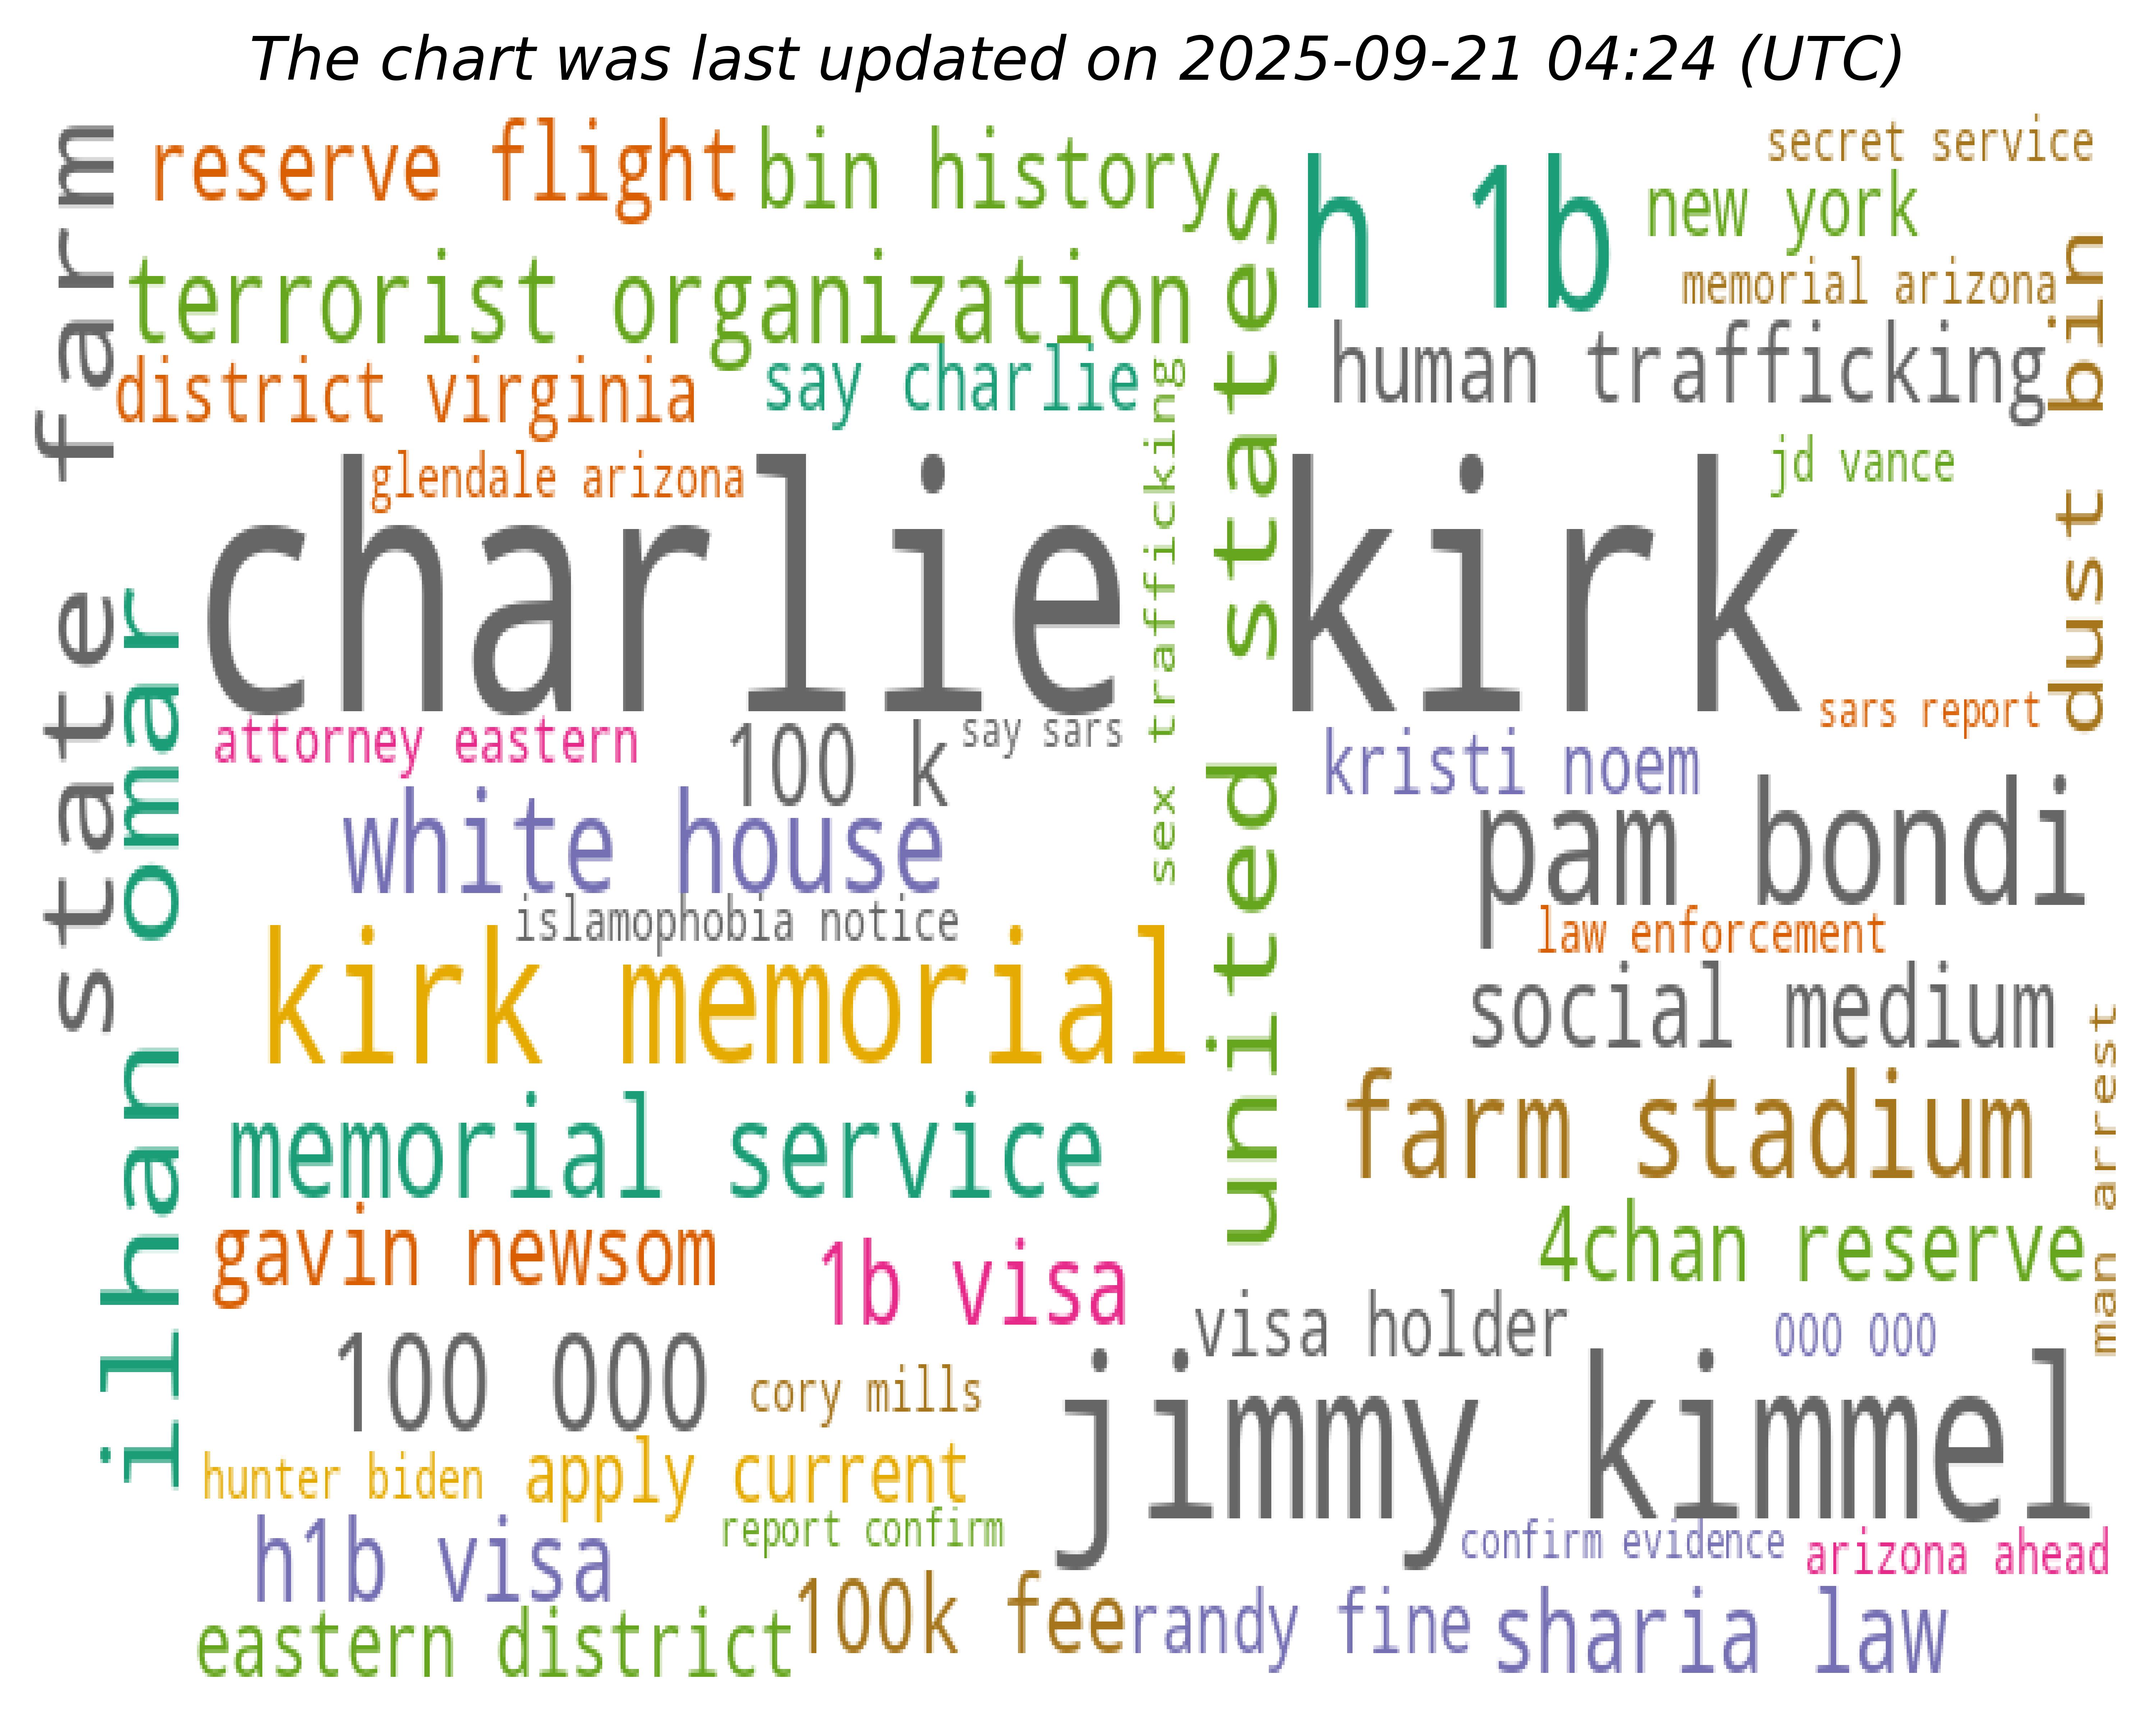 The chart was last updated on 2025-09-21 04:24 (UTC)
state farm
reserve flight
bin history
h 1b
secret service
new york
memorial arizona
terrorist organization
united states
human trafficking
dust bin
district virginia
say charlie
sex trafficking
glendale arizona
jd vance
charlie kirk
ilhan omar
sars report
attorney eastern
100 k
say sars
kristi noem
white house
pam bondi
islamophobia notice
law enforcement
kirk memorial
social medium
man arrest
memorial service
farm stadium
gavin newsom
1b visa
4chan reserve
visa holder
000 000
100 000
cory mills
jimmy kimmel
hunter biden
apply current
report confirm
confirm evidence
arizona ahead
h1b visa
100k fee
randy fine
sharia law
eastern district